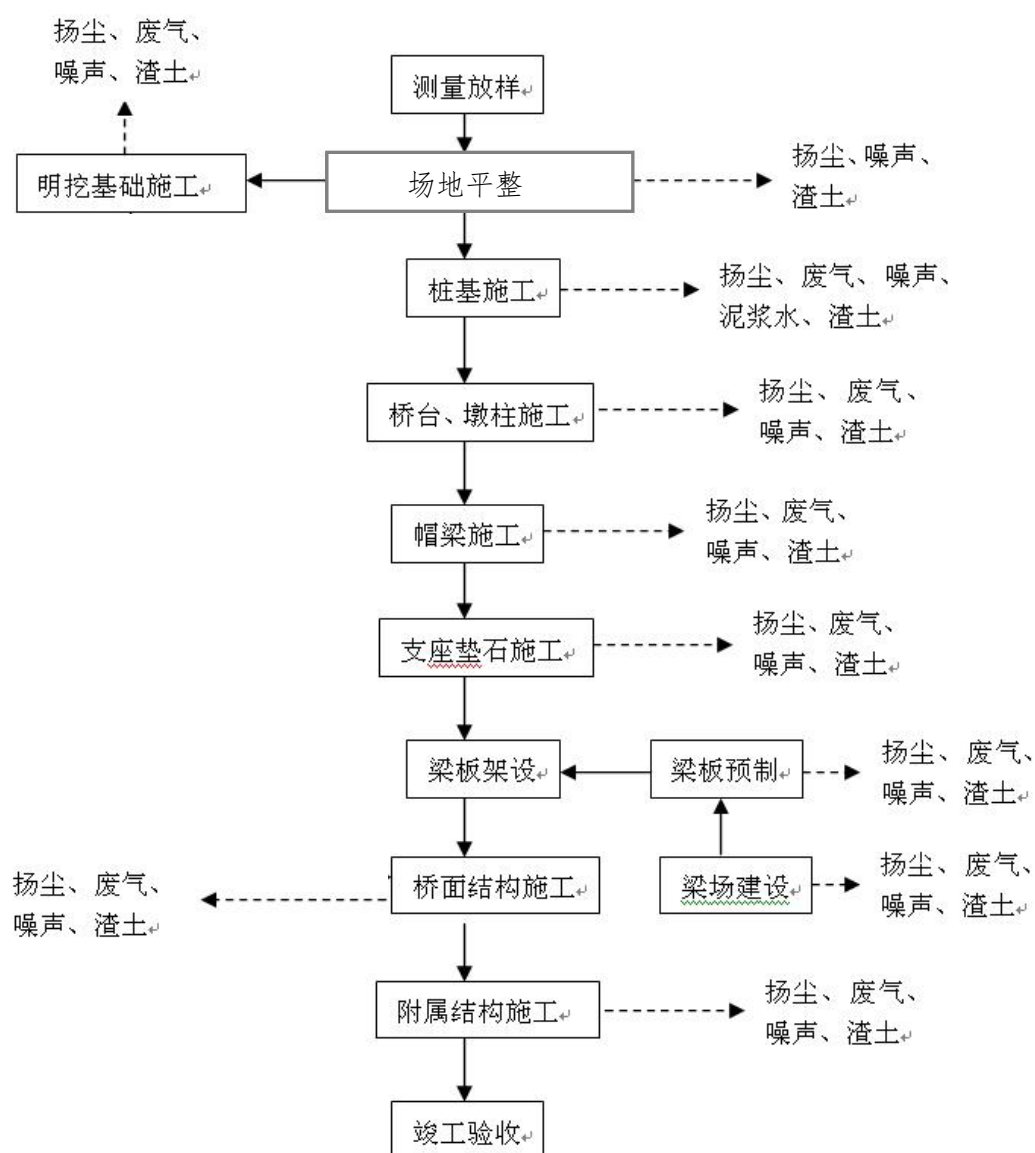 扬尘、废气、
噪声、渣土
测量放样
扬尘、噪声、
渣土
明挖基础施工
场地平整
桩基施工
扬尘、废气、噪声、
泥浆水、渣土
桥台、墩柱施工
扬尘、废气、
噪声、渣土
帽梁施工
扬尘、废气、
噪声、渣土
支座垫石施工
扬尘、废气、
噪声、渣土
梁板架设
梁板预制
扬尘、废气、
噪声、渣土
扬尘、废气、
噪声、渣土
桥面结构施工
梁场建设
扬尘、废气、
噪声、渣土
附属结构施工
扬尘、废气、
噪声、渣土
竣工验收